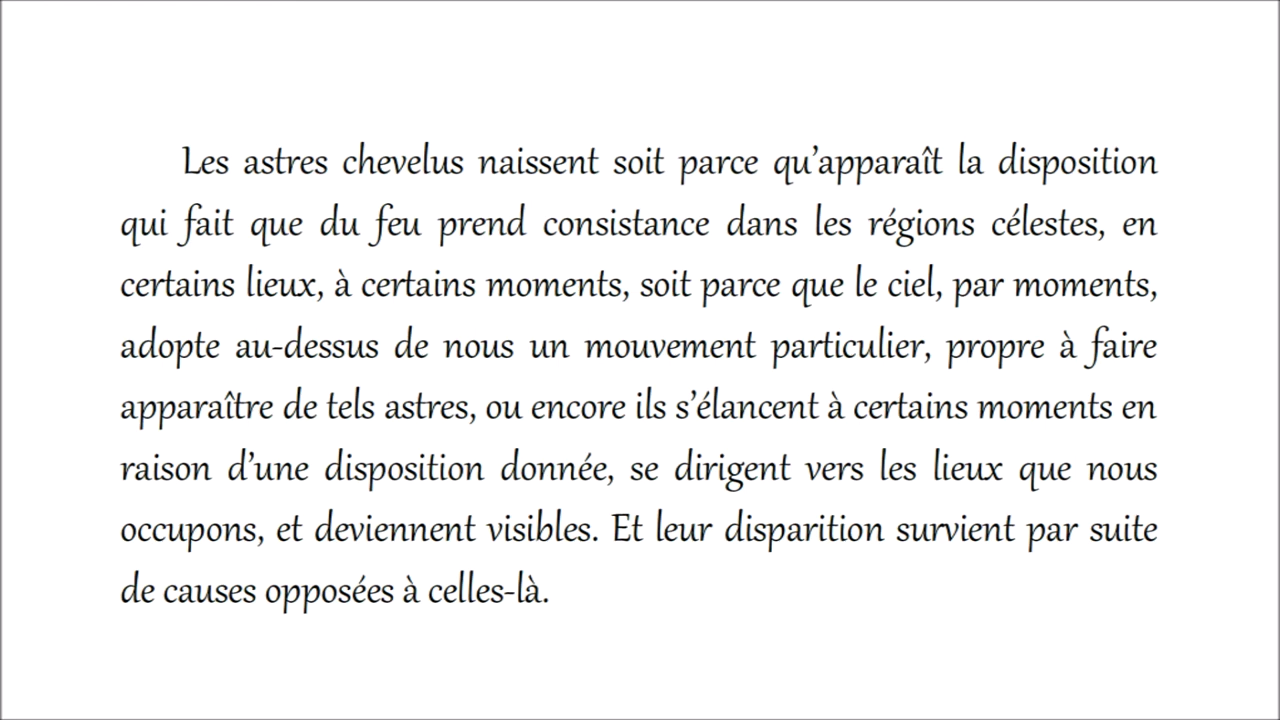 Les astres chevelus naissent soit parce qu’apparaît la disposition
qui fait que du feu prend consistance dans les régions célestes, en
certains lieux, à certains moments, soit parce que le ciel, par moments,
adopte au-dessus de nous un mouvement particulier, propre à faire
apparaître de tels astres, ou encore ils s’élancent à certains moments en
raison d’une disposition donnée, se dirigent vers les lieux que nous
occupons, et deviennent visibles. Et leur disparition survient par suite
de causes opposées à celles-là.